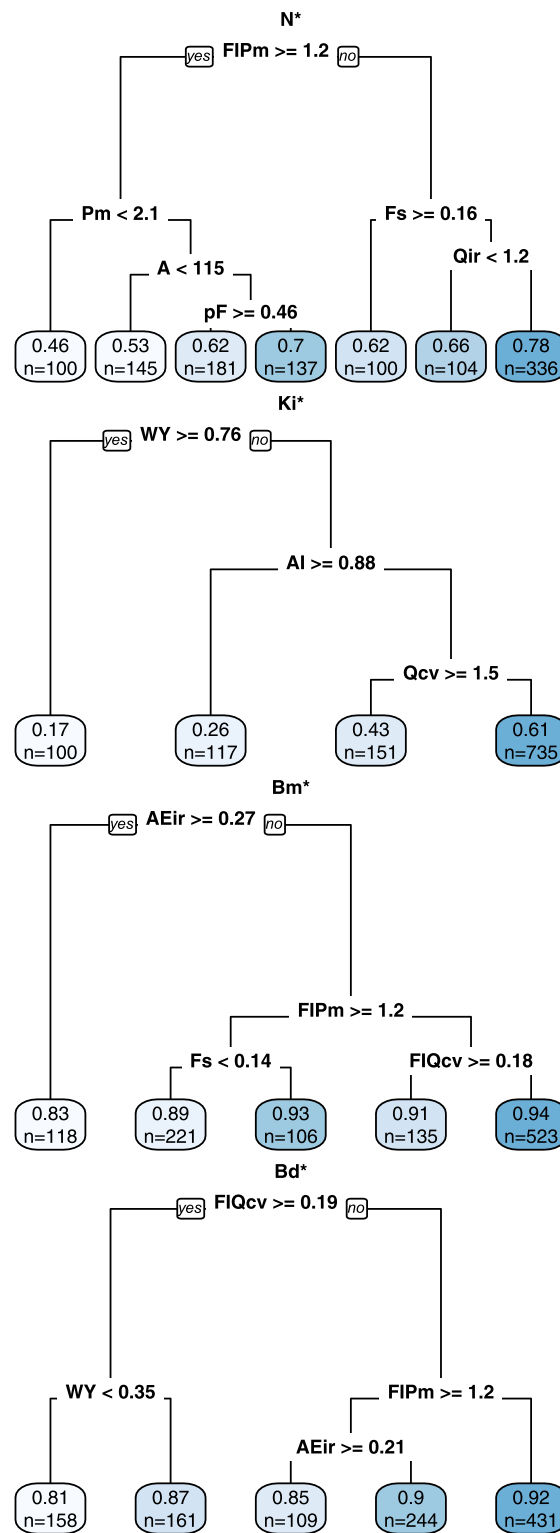 N*
yes FIPm >= 1.2 no
Pm < 2.1 Fs >= 0.16
A < 115 Qir < 1.2
pF >= 0.46
0.46 0.53 0.62 0.7 0.62 0.66 0.78
n=100 n=145 n=181 n=137 n=100 n=104 n=336
Ki*
yes WY >= 0.76 no
AI >= 0.88
Qcv >= 1.5
0.17 0.26 0.43 0.61
n=100 n=117 n=151 n=735
Bm*
yes AEir >= 0.27 no
FIPm >= 1.2
Fs < 0.14 FIQcv >= 0.18
0.83 0.89 0.93 0.91 0.94
n=118 n=221 n=106 n=135 n=523
Bd*
yes FIQcv >= 0.19 no
WY < 0.35 FIPm >= 1.2
AEir >= 0.21
0.81 0.87 0.85 0.9 0.92
n=158 n=161 n=109 n=244 n=431